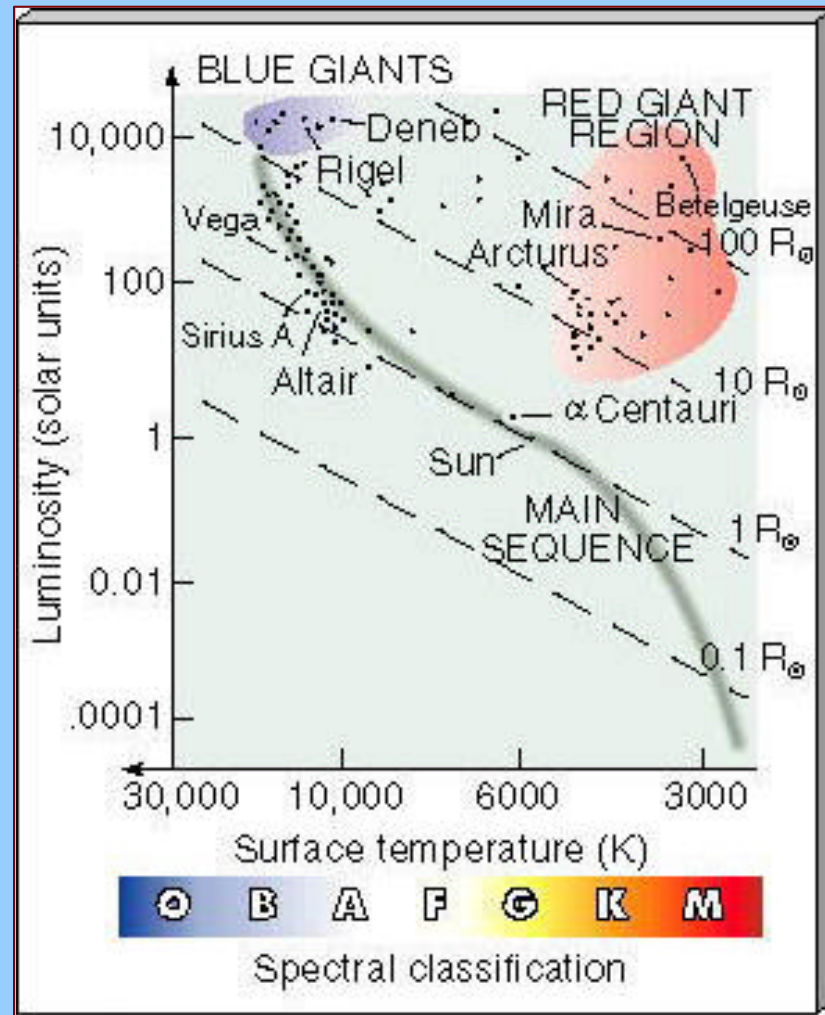 BLUE GIANTS
10,000
Deneb
RED GIANT
REGION
Rigel
Vega
Mira
Betelgeuse
Arcturus
100 R⊙
100
Sirius A
Altair
10 R⊙
α Centauri
1
Sun
MAIN
SEQUENCE
1 R⊙
0.01
0.1 R⊙
.0001
Luminosity (solar units)
30,000 10,000 6000 3000
Surface temperature (K)
O B A F G K M
Spectral classification